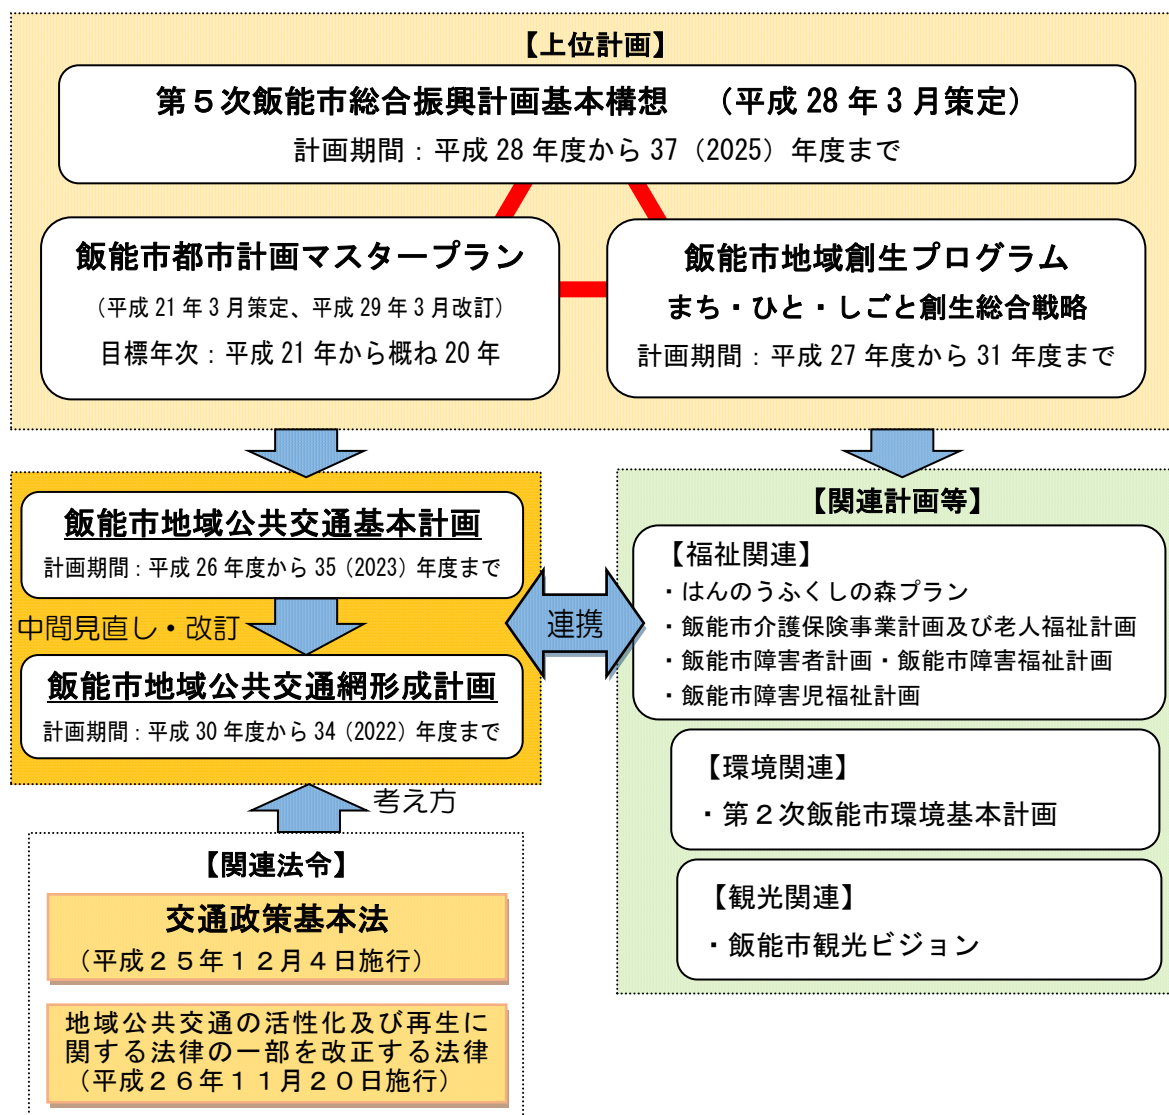 【上位計画】
第５次飯能市総合振興計画基本構想　（平成 28 年 3 月策定）
計画期間：平成 28 年度から 37（2025）年度まで
飯能市都市計画マスタープラン
（平成 21 年 3 月策定、平成 29 年 3 月改訂）
目標年次：平成 21 年から概ね 20 年
飯能市地域創生プログラム
まち・ひと・しごと創生総合戦略
計画期間：平成 27 年度から 31 年度まで
飯能市地域公共交通基本計画
計画期間：平成 26 年度から 35（2023）年度まで
中間見直し・改訂
飯能市地域公共交通網形成計画
計画期間：平成 30 年度から 34（2022）年度まで
連携
【関連計画等】
【福祉関連】
・はんのうふくしの森プラン
・飯能市介護保険事業計画及び老人福祉計画
・飯能市障害者計画・飯能市障害福祉計画
・飯能市障害児福祉計画
【環境関連】
・第２次飯能市環境基本計画
【観光関連】
・飯能市観光ビジョン
考え方
【関連法令】
交通政策基本法
（平成２５年１２月４日施行）
地域公共交通の活性化及び再生に
関する法律の一部を改正する法律
（平成２６年１１月２０日施行）